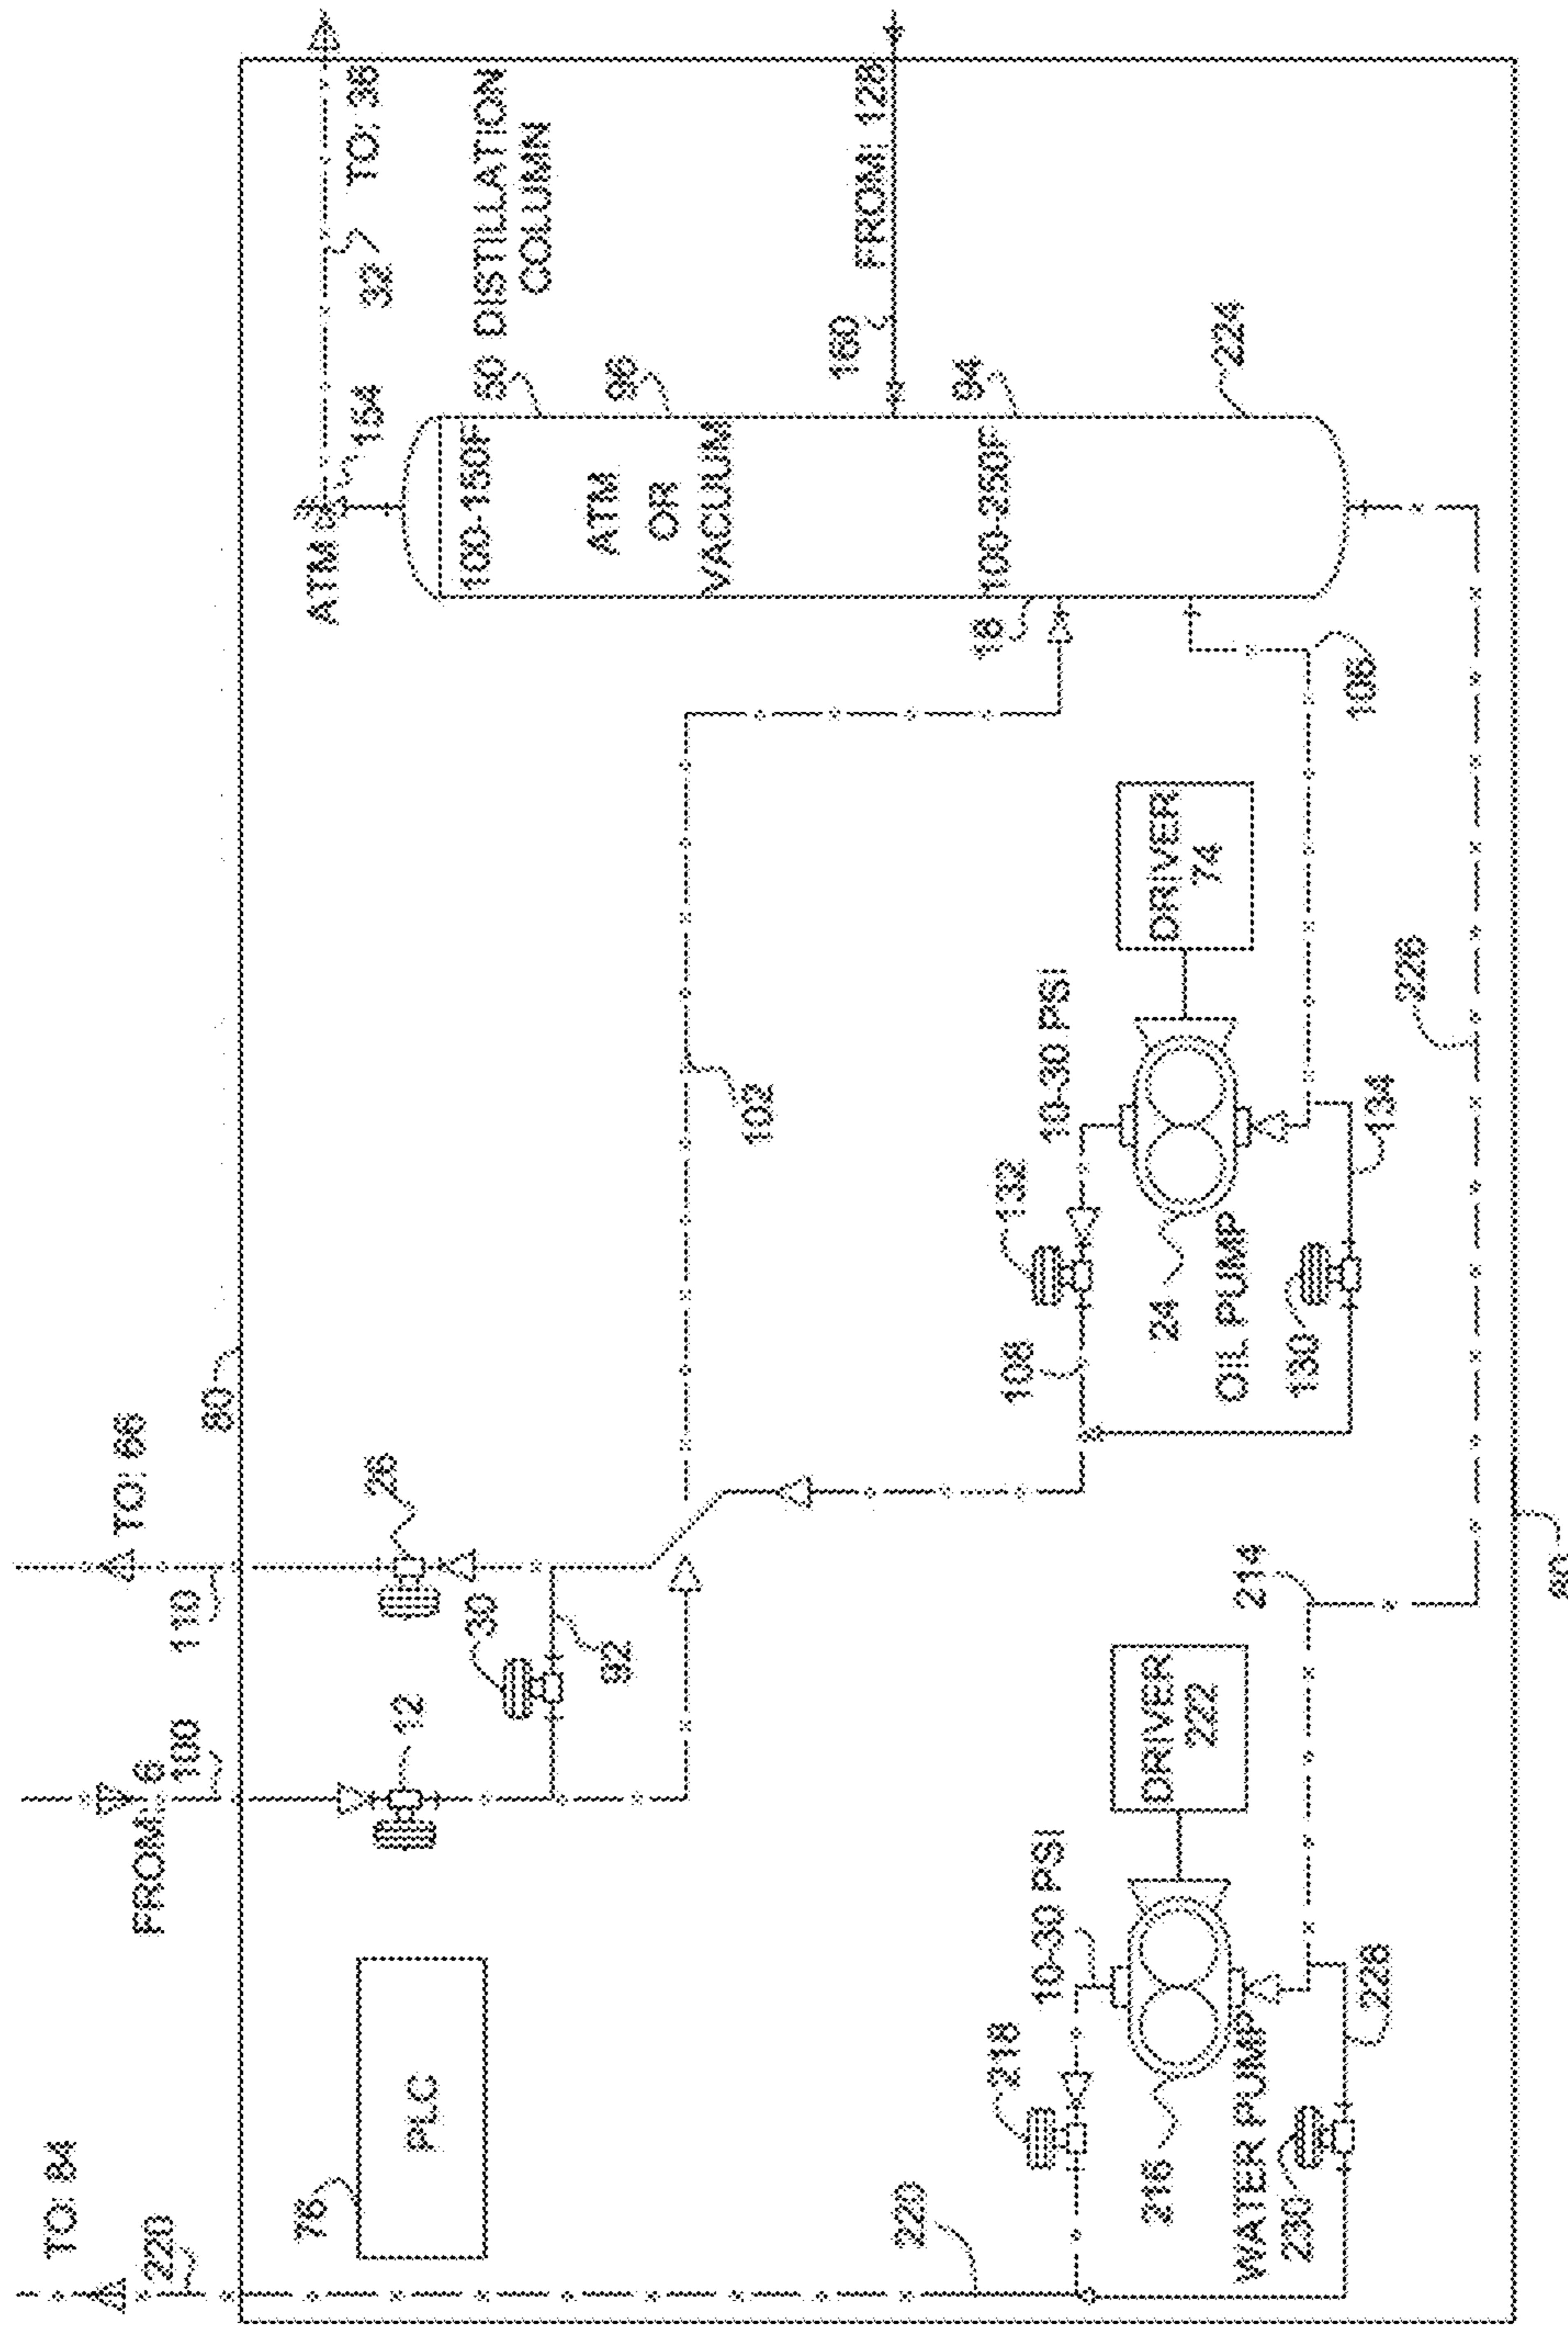 TO: 84
220
FROM: 6
100
110
TO: 66
80
76
PLC
12
26
30
92
ATM
154
32
TO: 36
100-150F
50 DISTILLATION
COLUMN
ATM
OR
VACUUM
96
102
160
FROM: 128
100-250F
94
18
220
218
10-30 PSI
108
132
10-30 PSI
216
WATER PUMP
230
DRIVER
222
24
OIL PUMP
130
DRIVER
74
224
214
228
134
106
226